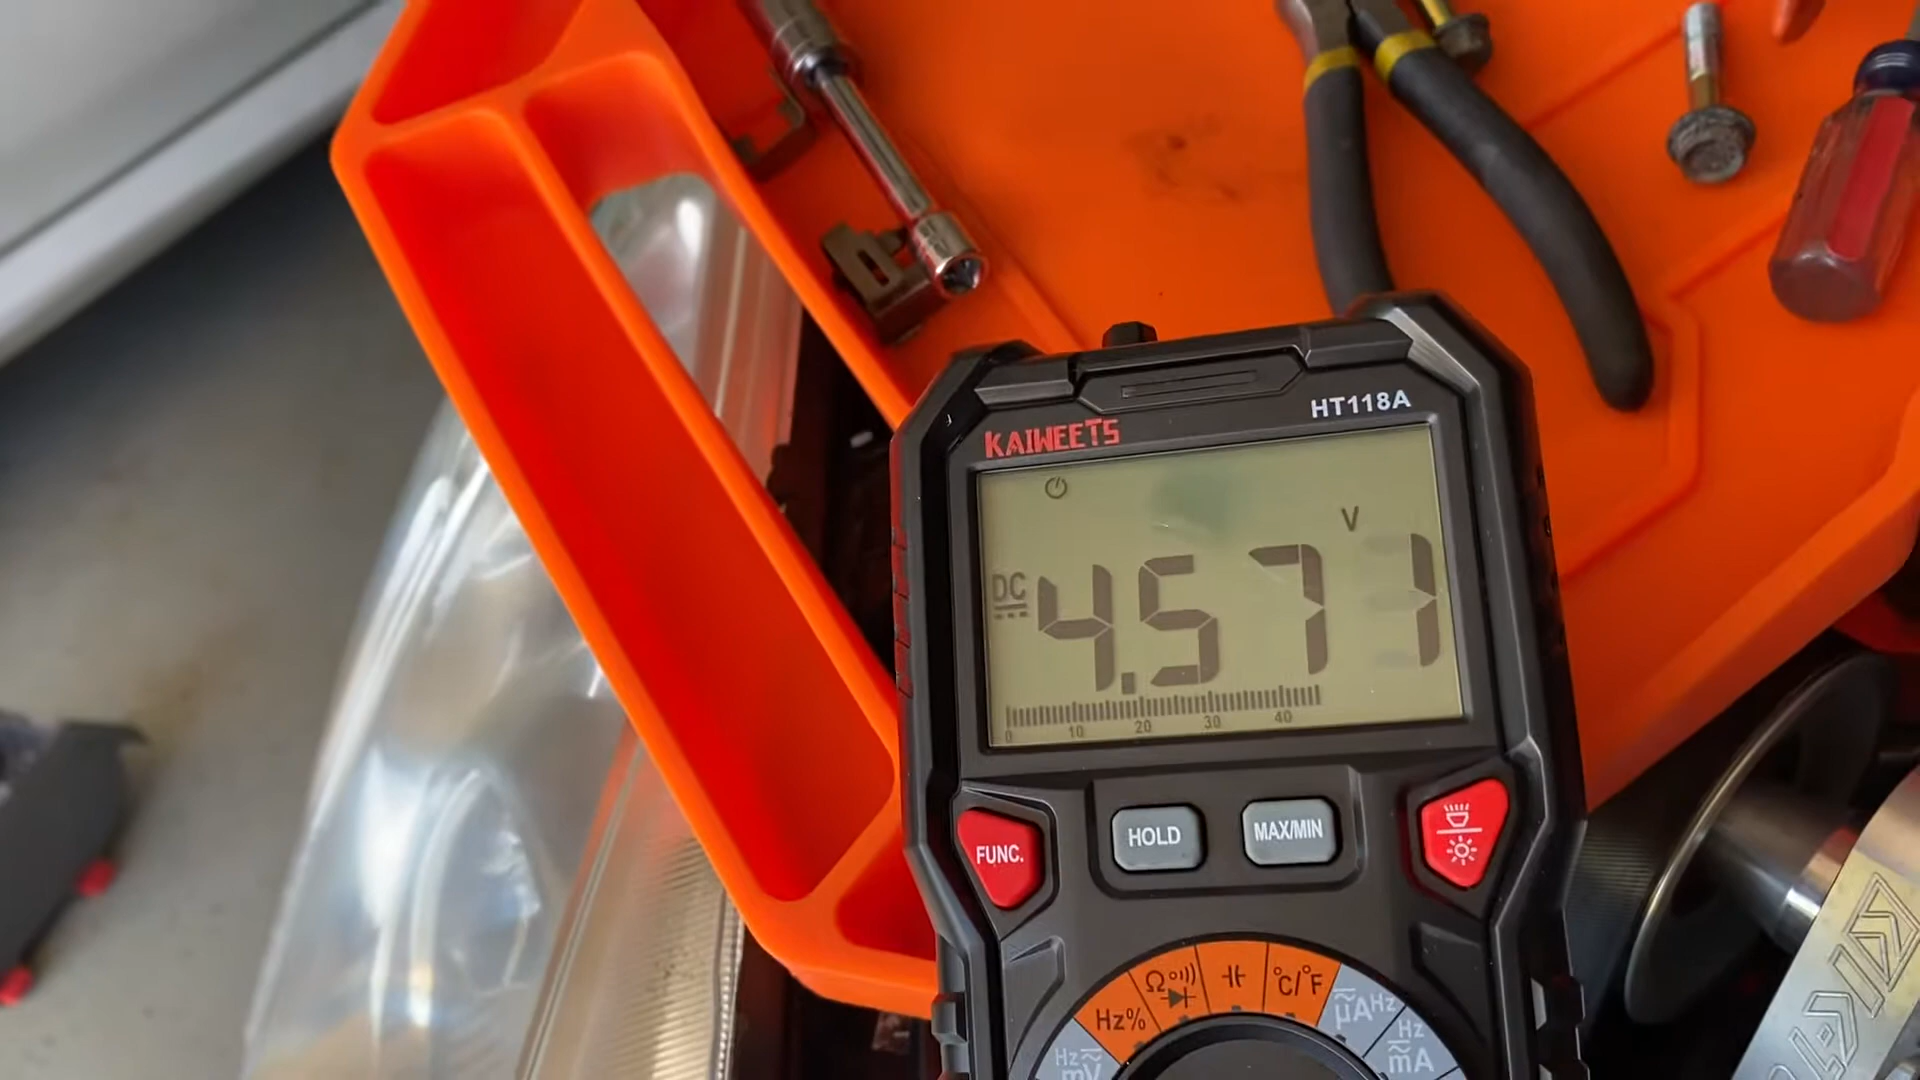 HT118A
KAIWEETS
V
DC
4.571
0 10 20 30 40
FUNC.
HOLD
MAX/MIN
Hz%
Ω
°C/°F
µA Hz
Hz
mV
Hz
mA